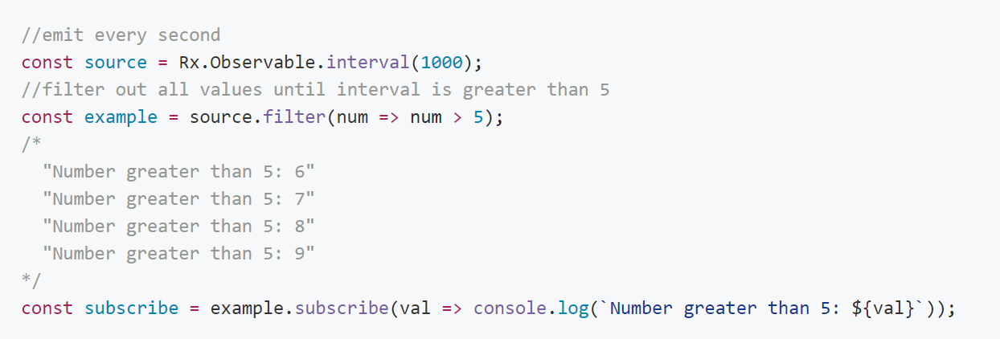 //emit every second
const source = Rx.Observable.interval(1000);
//filter out all values until interval is greater than 5
const example = source.filter(num => num > 5);
/*
  "Number greater than 5: 6"
  "Number greater than 5: 7"
  "Number greater than 5: 8"
  "Number greater than 5: 9"
*/
const subscribe = example.subscribe(val => console.log(`Number greater than 5: ${val}`));